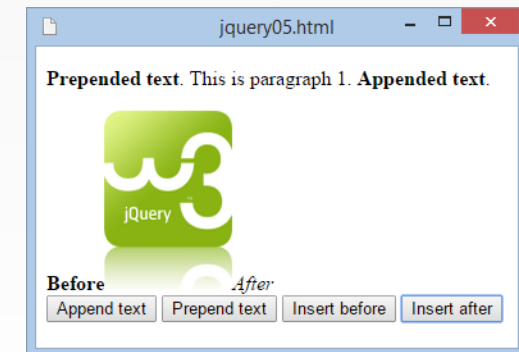 jquery05.html
Prepended text. This is paragraph 1. Appended text.
w3
jQuery
Before After
Append text Prepend text Insert before Insert after